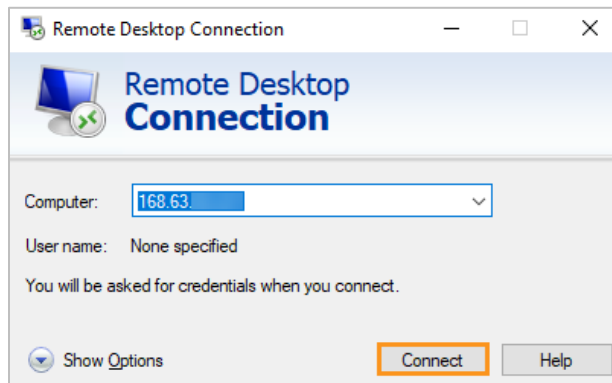 Remote Desktop Connection
Remote Desktop
Connection
Computer: 168.63.
User name: None specified
You will be asked for credentials when you connect.
Show Options Connect Help